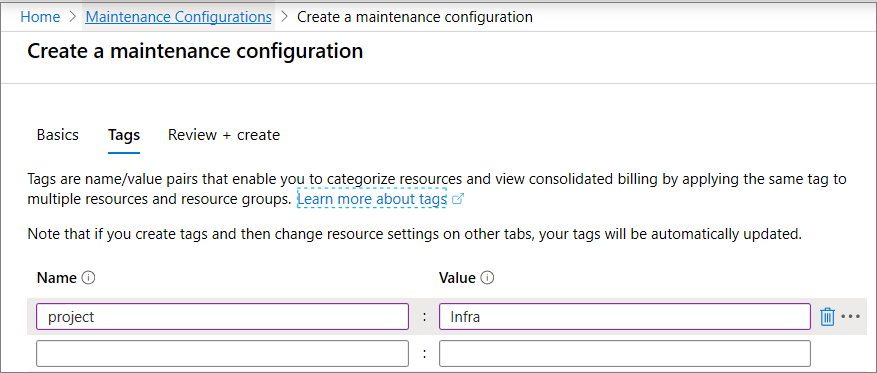 Home > Maintenance Configurations > Create a maintenance configuration
Create a maintenance configuration
Basics Tags Review + create
Tags are name/value pairs that enable you to categorize resources and view consolidated billing by applying the same tag to
multiple resources and resource groups. Learn more about tags
Note that if you create tags and then change resource settings on other tabs, your tags will be automatically updated.
Name Value
project : Infra
: